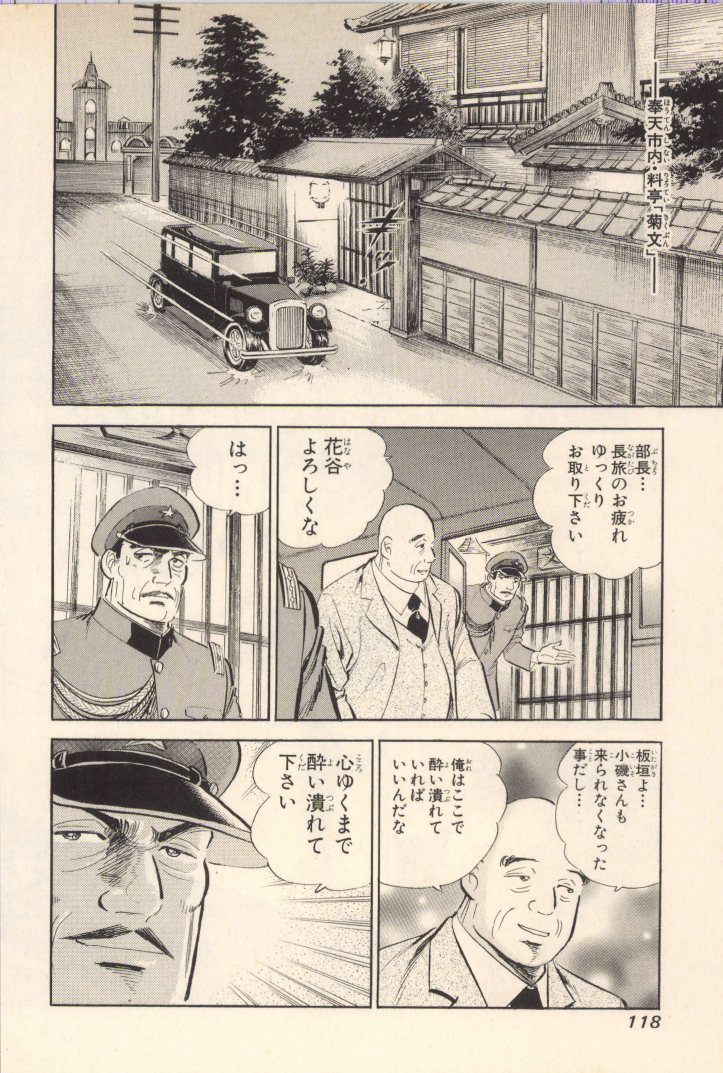 奉天市内・料亭「菊文」
キッ
部長…
長旅のお疲れ
ゆっくり
お取り下さい
花谷
よろしくな
はっ…
板垣よ…
小磯さんも
来られなくなった
事だし…
俺はここで
酔い潰れて
いれば
いいんだな
心ゆくまで
酔い潰れて
下さい
118